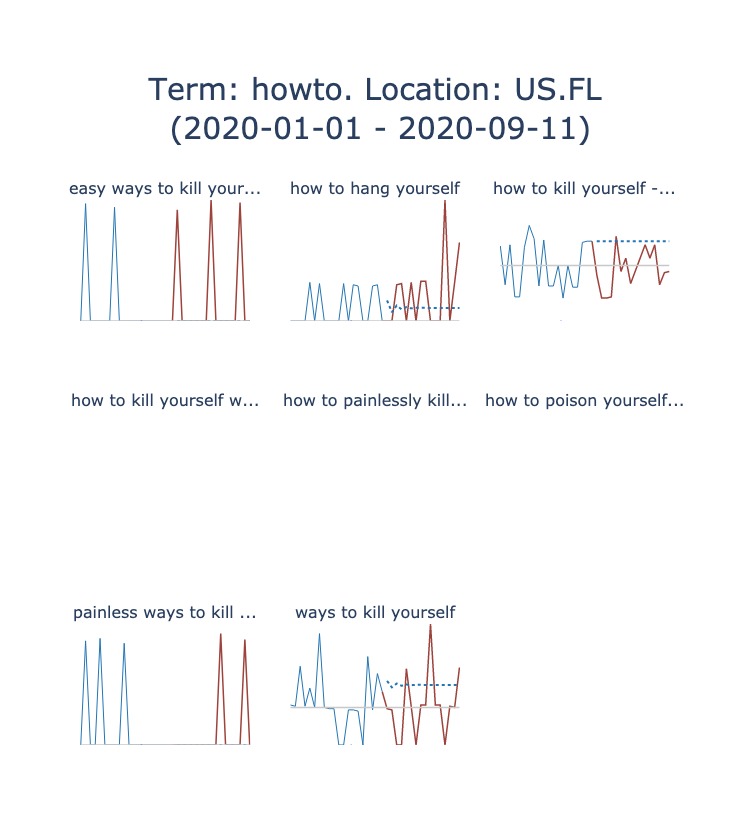 Term: howto. Location: US.FL
(2020-01-01 - 2020-09-11)
easy ways to kill your...
how to hang yourself
how to kill yourself -...
how to kill yourself w...
how to painlessly kill...
how to poison yourself...
painless ways to kill ...
ways to kill yourself